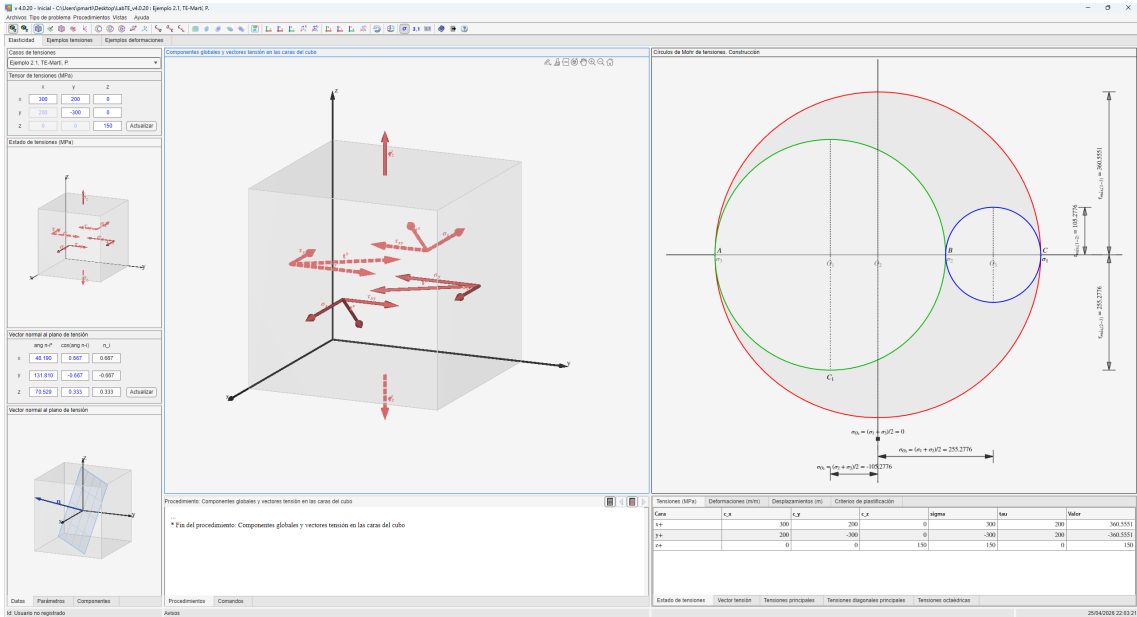 v 4.0.20 - Inicial - C:\Users\pmarti\Desktop\LabTE_v4.0.20 : Ejemplo 2.1, TE-Martí, P.
Archivos Tipo de problema Procedimientos Vistas Ayuda
σ 3,1
Elasticidad Ejemplos tensiones Ejemplos deformaciones
Casos de tensiones
Ejemplo 2.1, TE-Martí, P.
Tensor de tensiones (MPa)
x y z
x 300 200 0
y 200 -300 0
z 0 0 150 Actualizar
Estado de tensiones (MPa)
z
x y
Vector normal al plano de tensión
ang n-i* cos(ang n-i) n_i
x 48.190 0.667 0.667
y 131.810 -0.667 -0.667
z 70.529 0.333 0.333 Actualizar
Vector normal al plano de tensión
z
n
x y
Datos Parámetros Componentes
Id: Usuario no registrado
Componentes globales y vectores tensión en las caras del cubo
z
y
x
Procedimiento: Componentes globales y vectores tensión en las caras del cubo
...
* Fin del procedimiento: Componentes globales y vectores tensión en las caras del cubo
Procedimientos Comandos
Avisos
Círculos de Mohr de tensiones. Construcción
A B C
σ₃ σ₂ σ₁
C₁
= 360.5551
= 105.2776
= 255.2776
= (σ₁ + σ₃)/2 = 0
= (σ₁ + σ₂)/2 = 255.2776
= (σ₂ + σ₃)/2 = -105.2776
Tensiones (MPa) Deformaciones (m/m) Desplazamientos (m) Criterios de plastificación
Cara c_x c_y c_z sigma tau Valor
x+ 300 200 0 300 200 360.5551
y+ 200 -300 0 -300 200 -360.5551
z+ 0 0 150 150 0 150
Estado de tensiones Vector tensión Tensiones principales Tensiones diagonales principales Tensiones octaédricas
25/04/2026 22:03:21